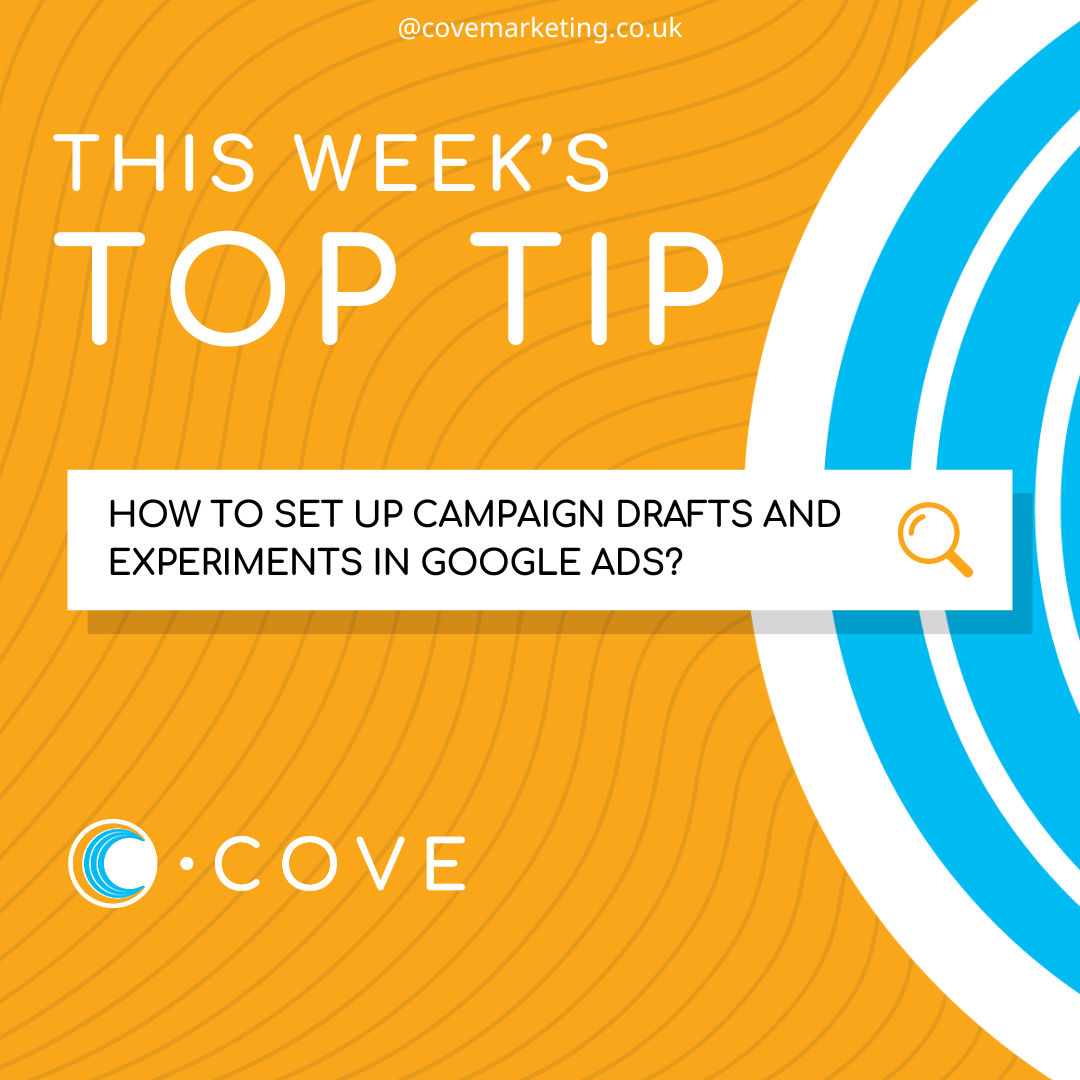 @covemarketing.co.uk
THIS WEEK’S
TOP TIP
HOW TO SET UP CAMPAIGN DRAFTS AND
EXPERIMENTS IN GOOGLE ADS?
·COVE